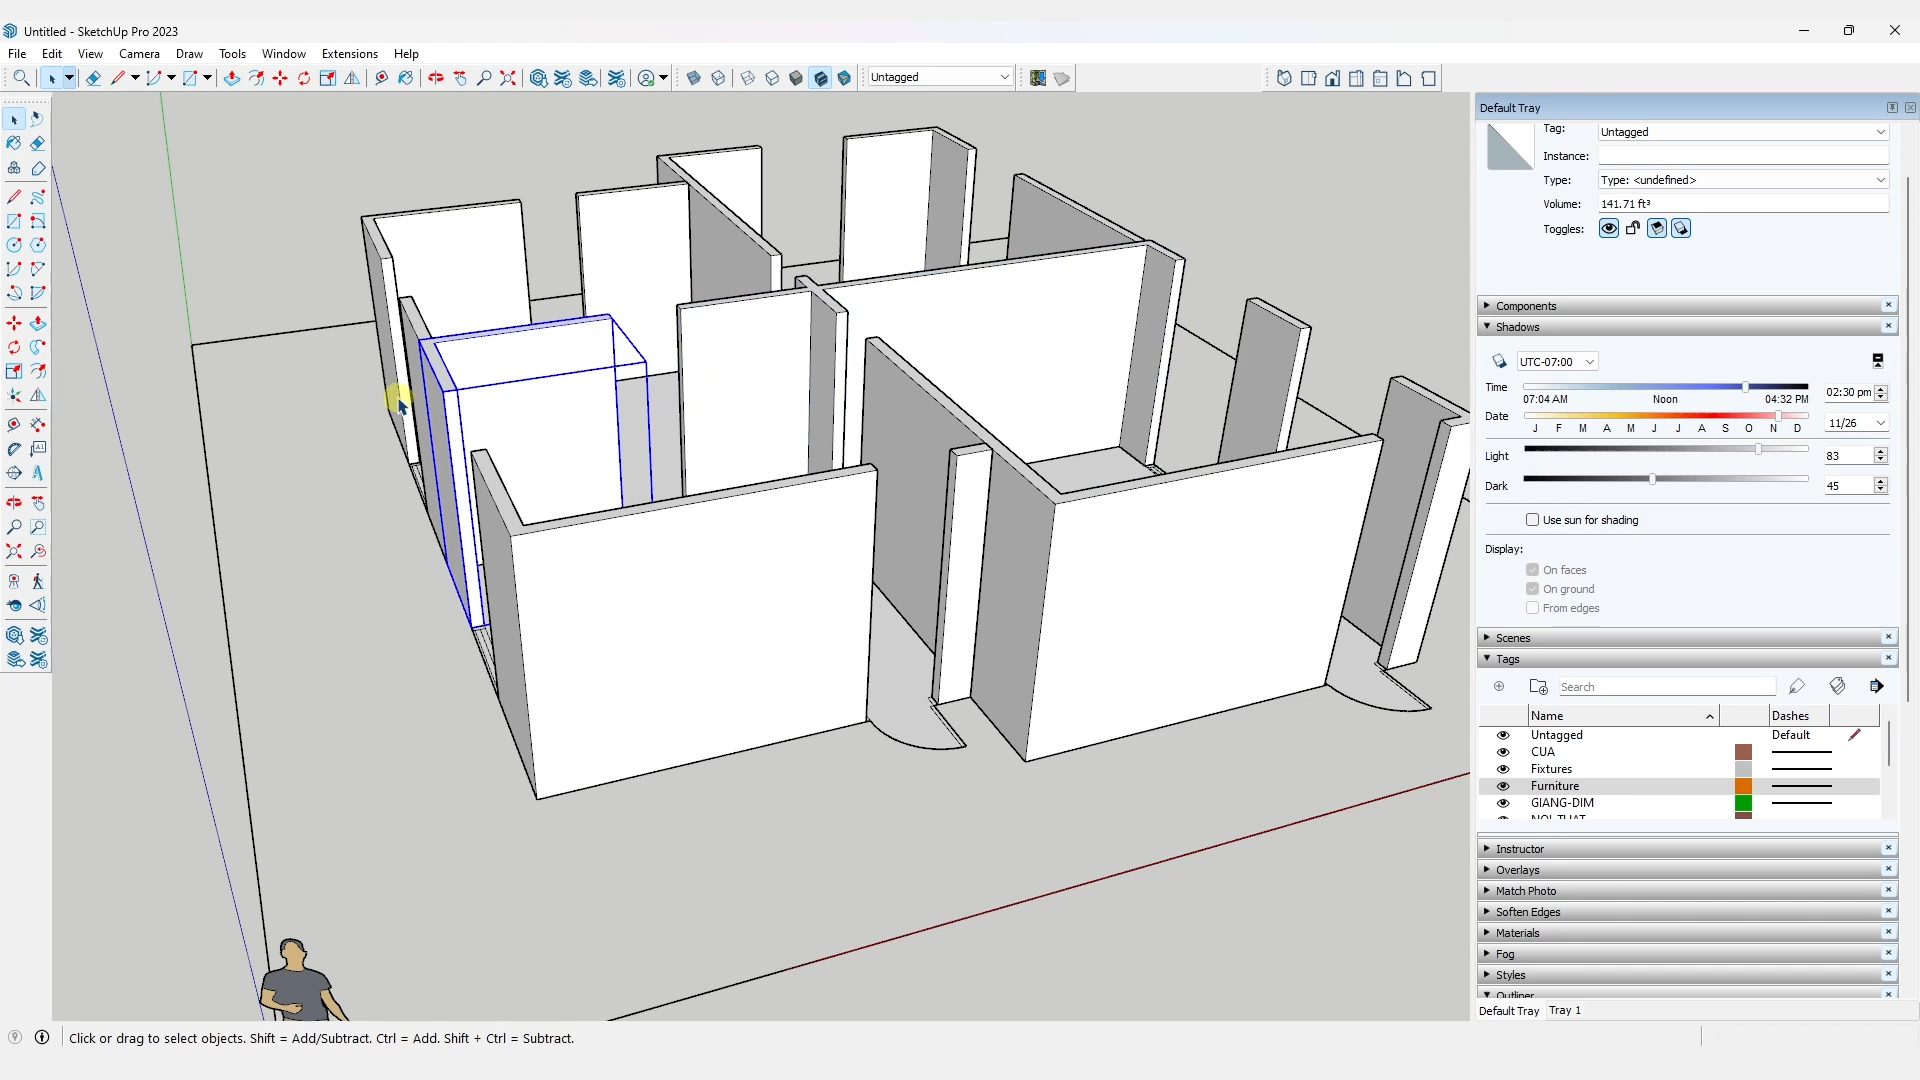 Untitled - SketchUp Pro 2023
File Edit View Camera Draw Tools Window Extensions Help
Untagged
Default Tray
Tag: Untagged
Instance:
Type: Type: <undefined>
Volume: 141.71 ft³
Toggles:
Components
Shadows
UTC-07:00
Time 07:04 AM Noon 04:32 PM 02:30 pm
Date J F M A M J J A S O N D 11/26
Light 83
Dark 45
Use sun for shading
Display:
On faces
On ground
From edges
Scenes
Tags
Search
Name Dashes
Untagged Default
CUA
Fixtures
Furniture
GIANG-DIM
NOI-THAT
Instructor
Overlays
Match Photo
Soften Edges
Materials
Fog
Styles
Outliner
Default Tray Tray 1
Click or drag to select objects. Shift = Add/Subtract. Ctrl = Add. Shift + Ctrl = Subtract.